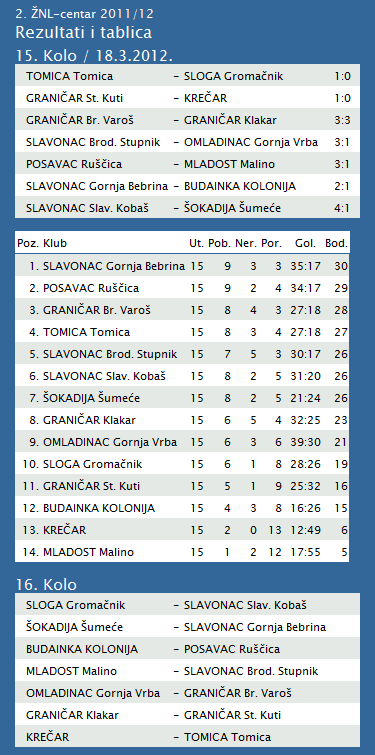 2. ŽNL-centar 2011/12
Rezultati i tablica
15. Kolo / 18.3.2012.
TOMICA Tomica – SLOGA Gromačnik 1:0
GRANIČAR St. Kuti – KREČAR 1:0
GRANIČAR Br. Varoš – GRANIČAR Klakar 3:3
SLAVONAC Brod. Stupnik – OMLADINAC Gornja Vrba 3:1
POSAVAC Ruščica – MLADOST Malino 3:1
SLAVONAC Gornja Bebrina – BUDAINKA KOLONIJA 2:1
SLAVONAC Slav. Kobaš – ŠOKADIJA Šumeće 4:1
Poz. Klub Ut. Pob. Ner. Por. Gol. Bod.
1. SLAVONAC Gornja Bebrina 15 9 3 3 35:17 30
2. POSAVAC Ruščica 15 9 2 4 34:17 29
3. GRANIČAR Br. Varoš 15 8 4 3 27:18 28
4. TOMICA Tomica 15 8 3 4 27:18 27
5. SLAVONAC Brod. Stupnik 15 7 5 3 30:17 26
6. SLAVONAC Slav. Kobaš 15 8 2 5 31:20 26
7. ŠOKADIJA Šumeće 15 8 2 5 21:24 26
8. GRANIČAR Klakar 15 6 5 4 32:25 23
9. OMLADINAC Gornja Vrba 15 6 3 6 39:30 21
10. SLOGA Gromačnik 15 6 1 8 28:26 19
11. GRANIČAR St. Kuti 15 5 1 9 25:32 16
12. BUDAINKA KOLONIJA 15 4 3 8 16:26 15
13. KREČAR 15 2 0 13 12:49 6
14. MLADOST Malino 15 1 2 12 17:55 5
16. Kolo
SLOGA Gromačnik – SLAVONAC Slav. Kobaš
ŠOKADIJA Šumeće – SLAVONAC Gornja Bebrina
BUDAINKA KOLONIJA – POSAVAC Ruščica
MLADOST Malino – SLAVONAC Brod. Stupnik
OMLADINAC Gornja Vrba – GRANIČAR Br. Varoš
GRANIČAR Klakar – GRANIČAR St. Kuti
KREČAR – TOMICA Tomica